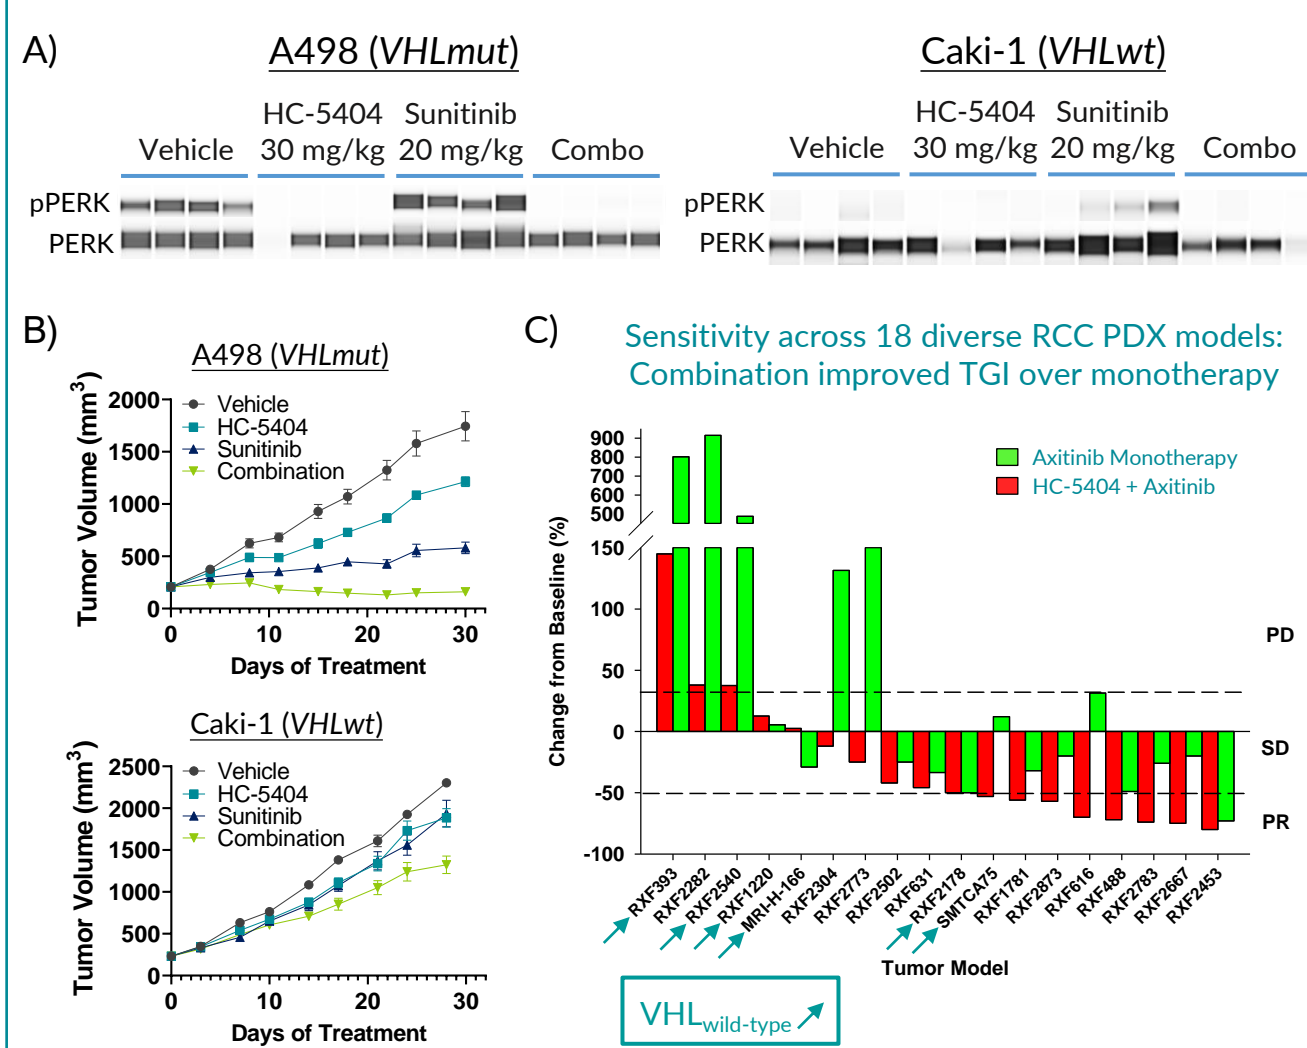 A)
A498 (VHLmut)
HC-5404 Sunitinib
Vehicle 30 mg/kg 20 mg/kg Combo
pPERK
PERK
Caki-1 (VHLwt)
HC-5404 Sunitinib
Vehicle 30 mg/kg 20 mg/kg Combo
pPERK
PERK
B)
A498 (VHLmut)
Tumor Volume (mm3)
2000
1500
1000
500
0
Vehicle
HC-5404
Sunitinib
Combination
0 10 20 30
Days of Treatment
Caki-1 (VHLwt)
Tumor Volume (mm3)
2500
2000
1500
1000
500
0
Vehicle
HC-5404
Sunitinib
Combination
0 10 20 30
Days of Treatment
C)
Sensitivity across 18 diverse RCC PDX models:
Combination improved TGI over monotherapy
Change from Baseline (%)
900
800
700
600
500
150
100
50
0
-50
-100
Axitinib Monotherapy
HC-5404 + Axitinib
PD
SD
PR
RXF393
RXF2282
RXF2540
RXF1220
MRI-H-166
RXF2304
RXF2773
RXF2502
RXF631
RXF2178
SMTCA75
RXF1781
RXF2873
RXF616
RXF488
RXF2783
RXF2667
RXF2453
Tumor Model
VHLwild-type